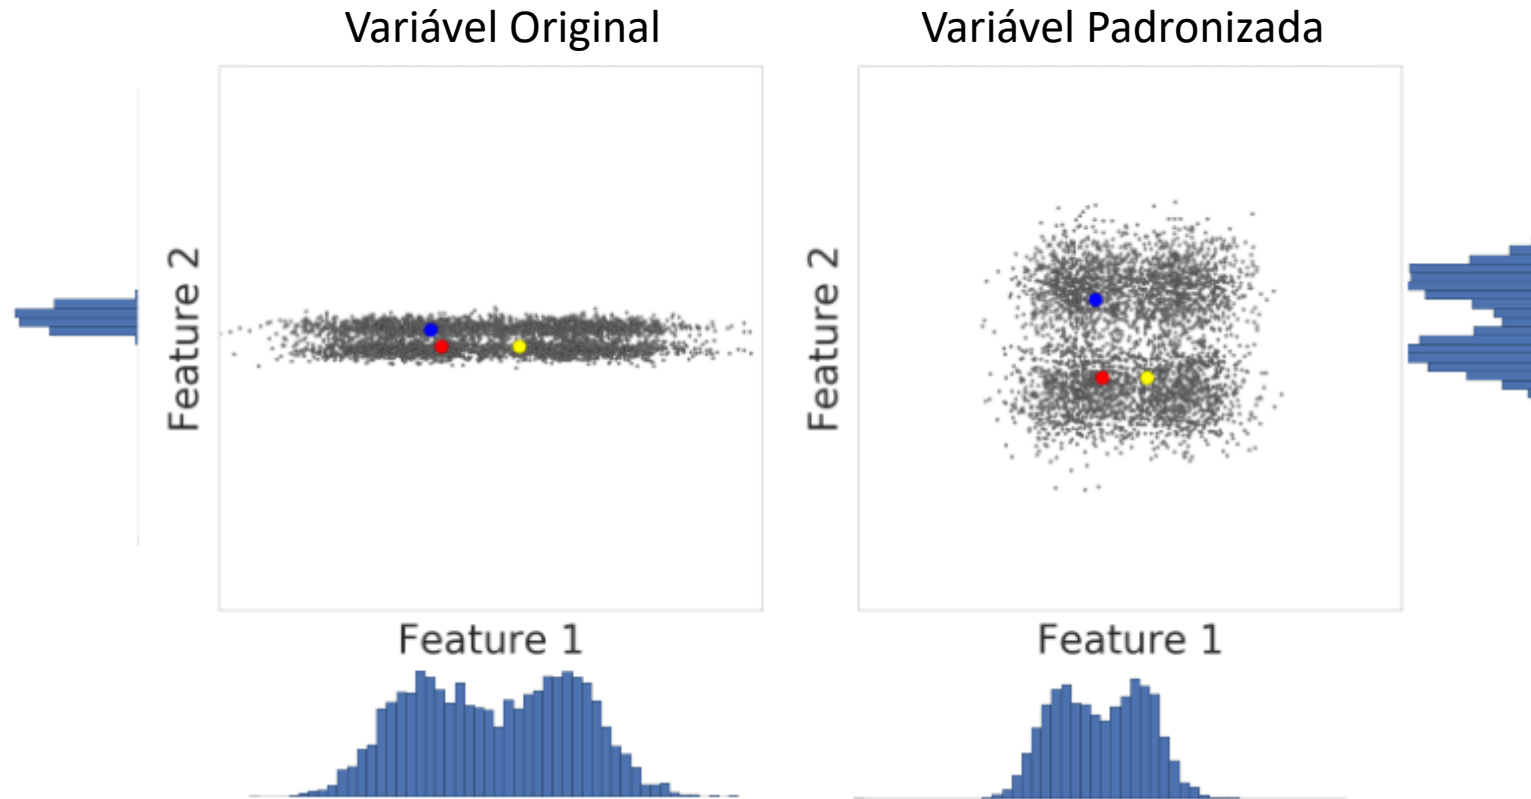 Variável Original
Variável Padronizada
Feature 2
Feature 2
Feature 1
Feature 1